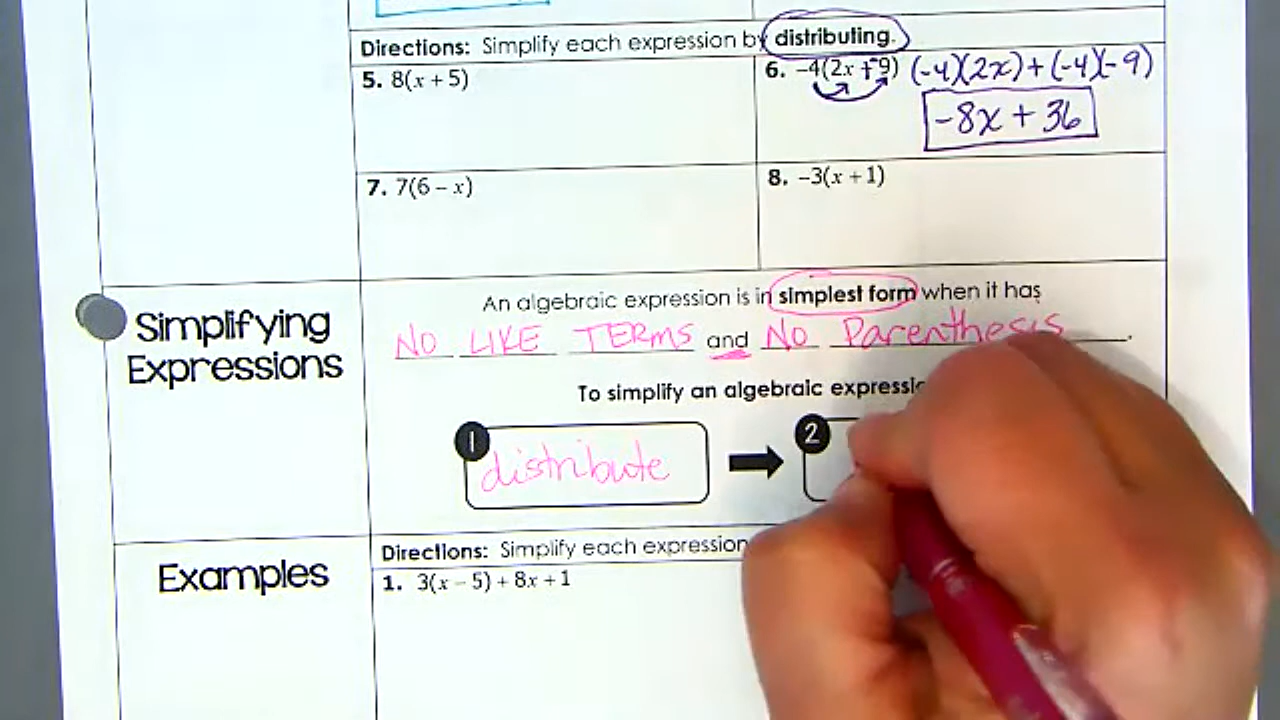 Directions: Simplify each expression by distributing.
5. 8(x + 5)
6. −4(2x + -9) (-4)(2x) + (-4)(-9)
-8x + 36
7. 7(6 − x)
8. −3(x + 1)
Simplifying
Expressions
An algebraic expression is in simplest form when it has
NO LIKE TERMS and NO Parenthesis.
To simplify an algebraic
1 distribute
2
Examples
Directions: Simplify each expression
1. 3(x − 5) + 8x + 1